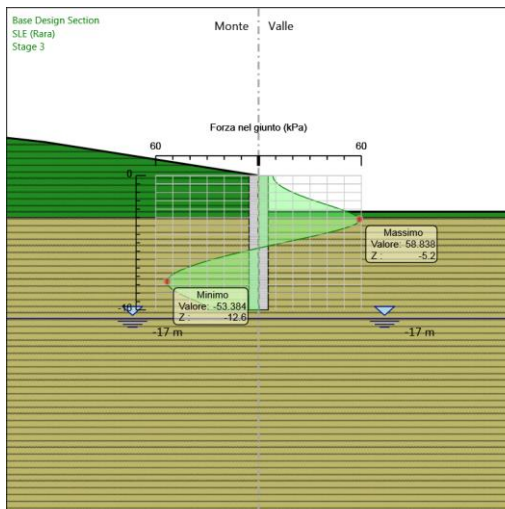 Base Design Section
SLE (Rara)
Stage 3
Monte
Valle
Forza nel giunto (kPa)
60
60
0
Massimo
Valore: 58.838
Z : -5.2
Minimo
Valore: -53.384
Z : -12.6
-17 m
-17 m